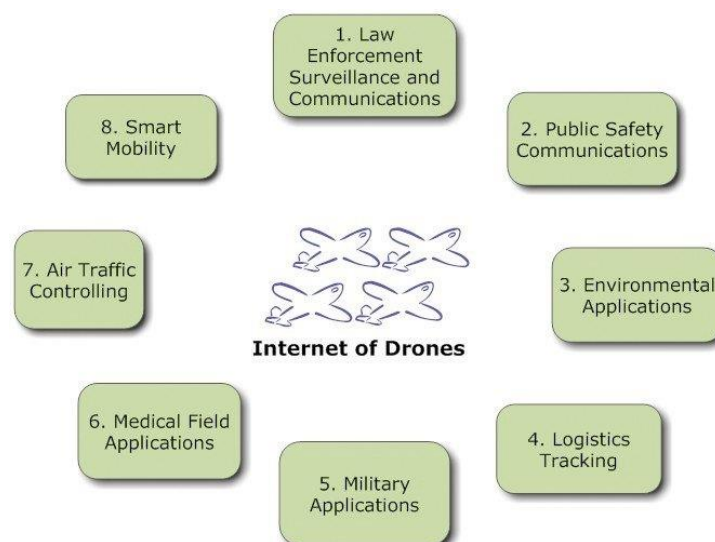 1. Law
Enforcement
Surveillance and
Communications
2. Public Safety
Communications
3. Environmental
Applications
4. Logistics
Tracking
5. Military
Applications
6. Medical Field
Applications
7. Air Traffic
Controlling
8. Smart
Mobility
Internet of Drones